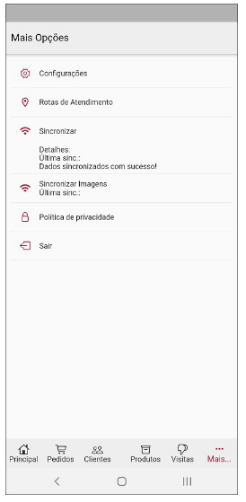 Mais Opções
Configurações
Rotas de Atendimento
Sincronizar
Detalhes:
Última sinc.:
Dados sincronizados com sucesso!
Sincronizar Imagens
Última sinc.:
Política de privacidade
Sair
Principal Pedidos Clientes Produtos Visitas Mais...